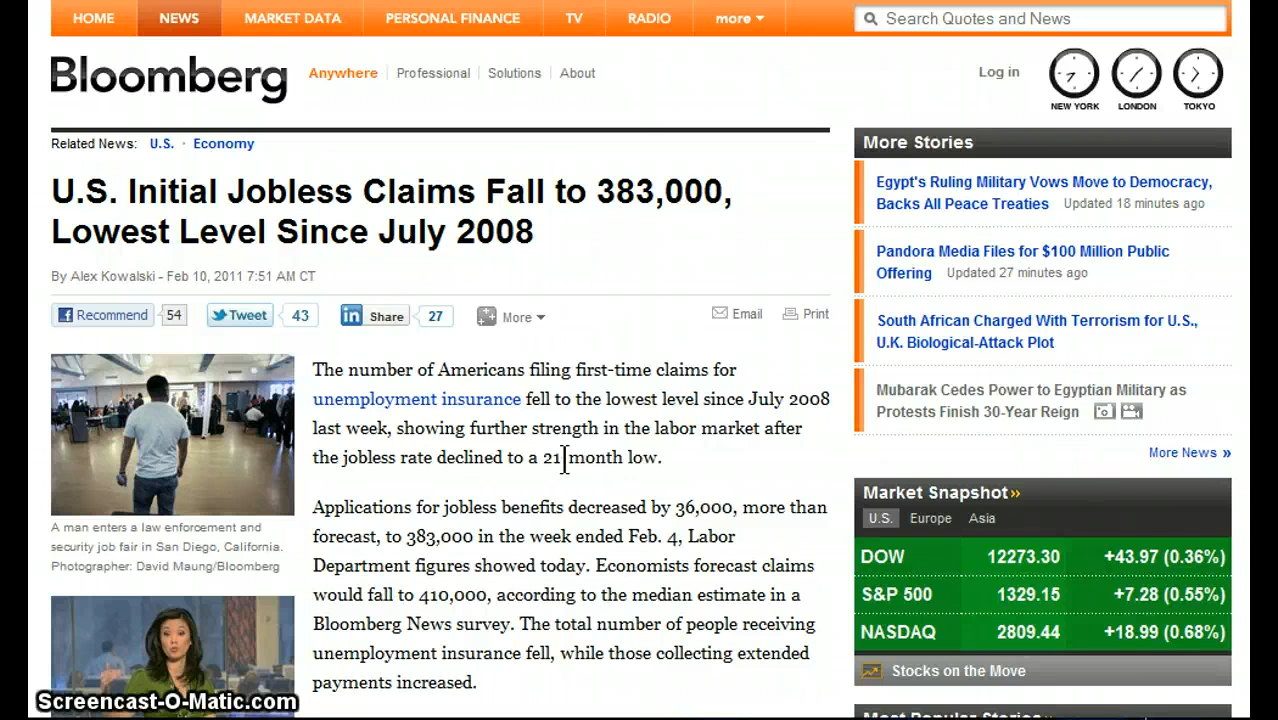 HOME NEWS MARKET DATA PERSONAL FINANCE TV RADIO more
Search Quotes and News
Bloomberg
Anywhere Professional Solutions About
Log in
NEW YORK LONDON TOKYO
Related News: U.S. · Economy
U.S. Initial Jobless Claims Fall to 383,000,
Lowest Level Since July 2008
By Alex Kowalski - Feb 10, 2011 7:51 AM CT
Recommend 54 Tweet 43 in Share 27 More Email Print
The number of Americans filing first-time claims for
unemployment insurance fell to the lowest level since July 2008
last week, showing further strength in the labor market after
the jobless rate declined to a 21 month low.
Applications for jobless benefits decreased by 36,000, more than
forecast, to 383,000 in the week ended Feb. 4, Labor
Department figures showed today. Economists forecast claims
would fall to 410,000, according to the median estimate in a
Bloomberg News survey. The total number of people receiving
unemployment insurance fell, while those collecting extended
payments increased.
A man enters a law enforcement and
security job fair in San Diego, California.
Photographer: David Maung/Bloomberg
Screencast-O-Matic.com
More Stories
Egypt's Ruling Military Vows Move to Democracy,
Backs All Peace Treaties Updated 18 minutes ago
Pandora Media Files for $100 Million Public
Offering Updated 27 minutes ago
South African Charged With Terrorism for U.S.,
U.K. Biological-Attack Plot
Mubarak Cedes Power to Egyptian Military as
Protests Finish 30-Year Reign
More News »
Market Snapshot »
U.S. Europe Asia
DOW 12273.30 +43.97 (0.36%)
S&P 500 1329.15 +7.28 (0.55%)
NASDAQ 2809.44 +18.99 (0.68%)
Stocks on the Move
Most Popular Stories »